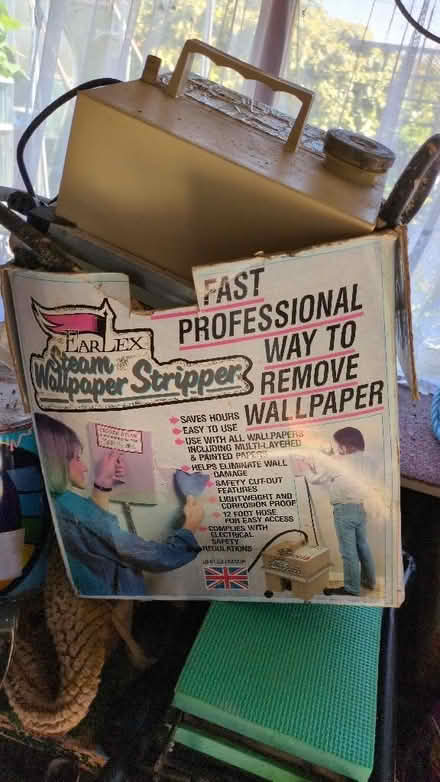 EARLEX
Steam
Wallpaper Stripper
FAST
PROFESSIONAL
WAY TO
REMOVE
WALLPAPER
SAVES HOURS
EASY TO USE
USE WITH ALL WALLPAPERS
INCLUDING MULTI-LAYERED
& PAINTED PAPERS
HELPS ELIMINATE WALL
DAMAGE
SAFETY CUT-OUT
FEATURES
LIGHTWEIGHT AND
CORROSION PROOF
12 FOOT HOSE
FOR EASY ACCESS
COMPLIES WITH
ELECTRICAL
SAFETY
REGULATIONS